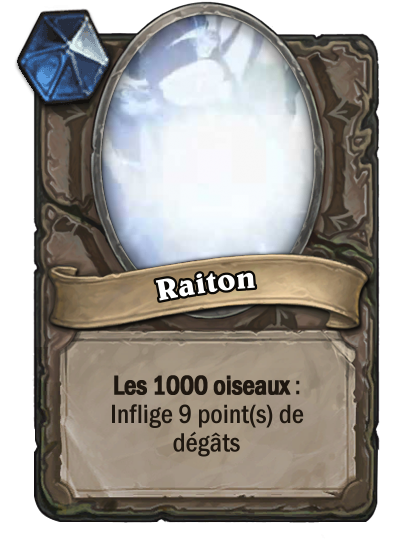 Raiton
Les 1000 oiseaux :
Inflige 9 point(s) de
dégâts